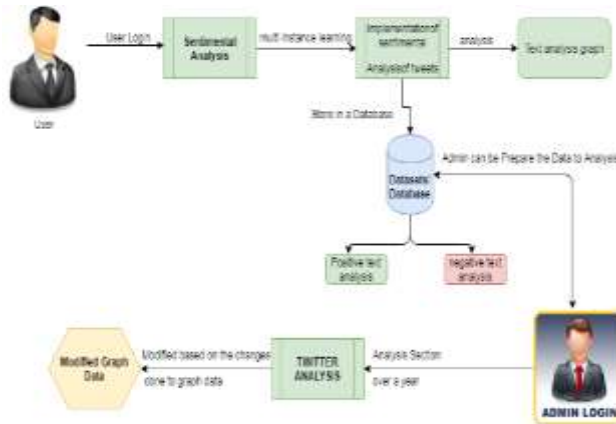 User Login
Sentimental
Analysis
multi-instance learning
Implementation of
sentiments
Analysis of tweets
analysis
Text analysis graph
User
Store in a Database
Admin can be Prepare the Data to Analysis
Datasets
Database
Positive text
analysis
negative text
analysis
Modified Graph
Data
Modified based on the changes
done to graph data
TWITTER
ANALYSIS
Analysis Section
over a year
ADMIN LOGIN